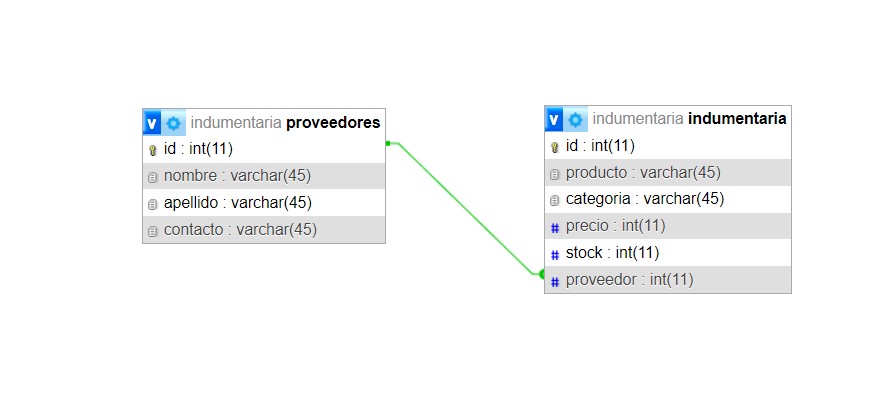 v indumentaria proveedores
id : int(11)
nombre : varchar(45)
apellido : varchar(45)
contacto : varchar(45)
v indumentaria indumentaria
id : int(11)
producto : varchar(45)
categoria : varchar(45)
# precio : int(11)
# stock : int(11)
# proveedor : int(11)